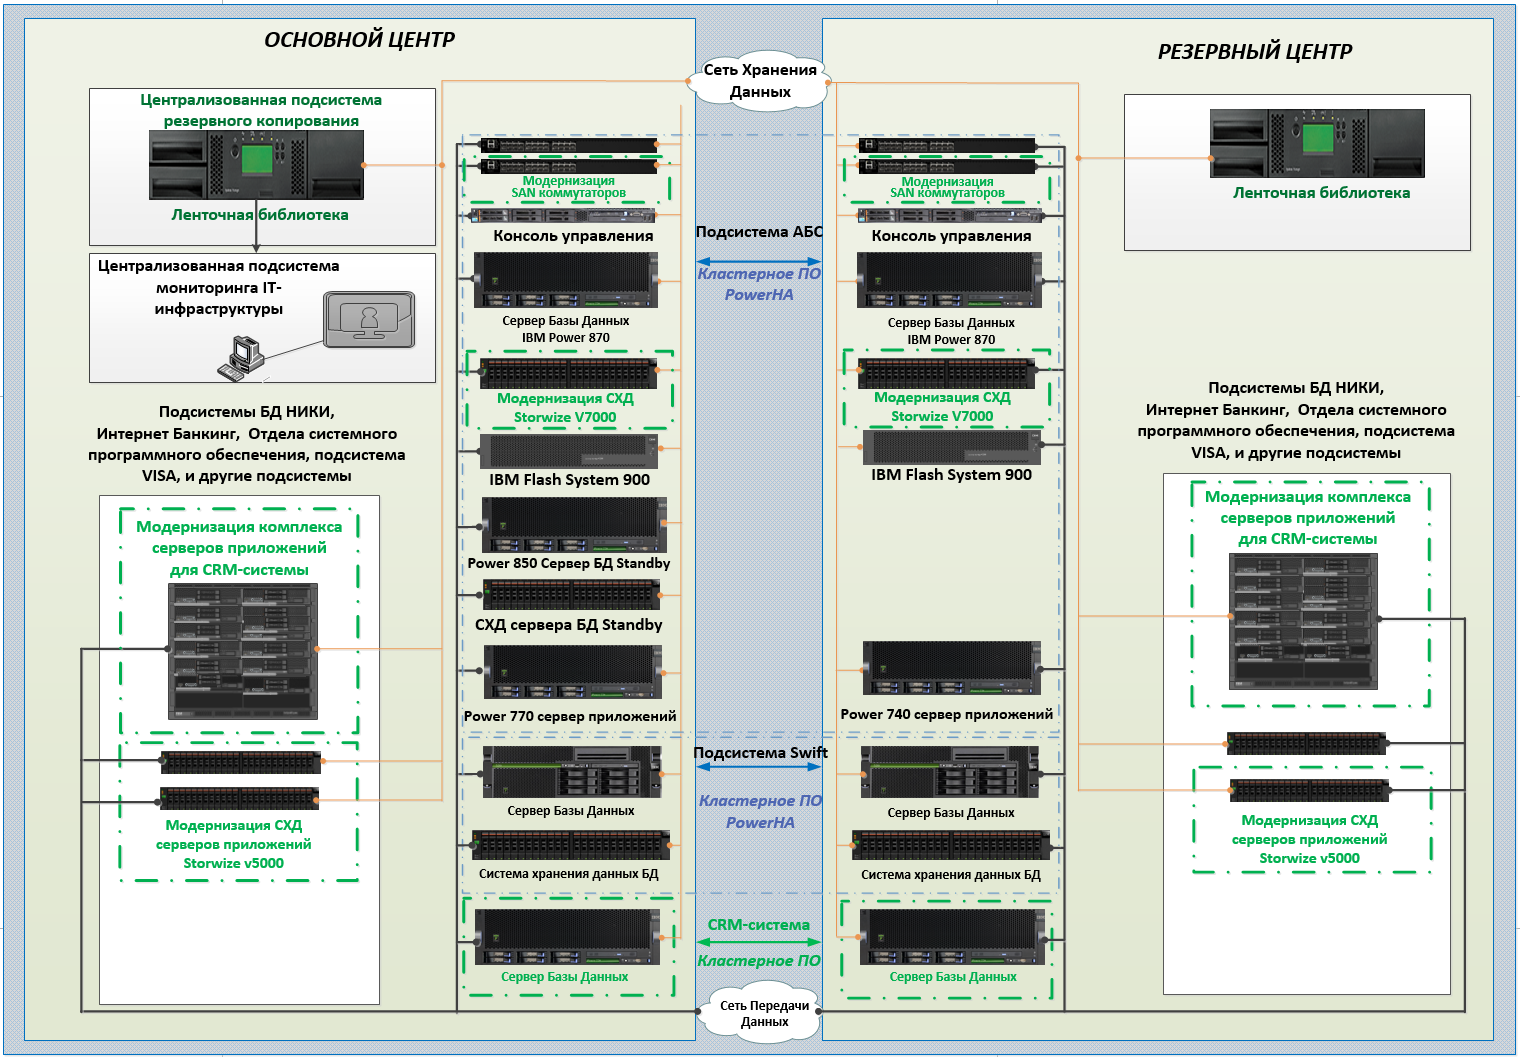 ОСНОВНОЙ ЦЕНТР
РЕЗЕРВНЫЙ ЦЕНТР
Сеть Хранения
Данных
Централизованная подсистема
резервного копирования
Ленточная библиотека
Централизованная подсистема
мониторинга IT-
инфраструктуры
Подсистемы БД НИКИ,
Интернет Банкинг,  Отдела системного
программного обеспечения, подсистема
VISA, и другие подсистемы
Модернизация комплекса
серверов приложений
для CRM-системы
Модернизация СХД
серверов приложений
Storwize v5000
Модернизация
SAN коммутаторов
Консоль управления
Сервер Базы Данных
IBM Power 870
Модернизация СХД
Storwize V7000
IBM Flash System 900
Power 850 Сервер БД Standby
СХД сервера БД Standby
Power 770 сервер приложений
Сервер Базы Данных
Система хранения данных БД
Сервер Базы Данных
Подсистема АБС
Кластерное ПО
PowerHA
Подсистема Swift
Кластерное ПО
PowerHA
CRM-система
Кластерное ПО
Сеть Передачи
Данных
Модернизация
SAN коммутаторов
Консоль управления
Сервер Базы Данных
IBM Power 870
Модернизация СХД
Storwize V7000
IBM Flash System 900
Power 740 сервер приложений
Сервер Базы Данных
Система хранения данных БД
Сервер Базы Данных
Ленточная библиотека
Подсистемы БД НИКИ,
Интернет Банкинг,  Отдела системного
программного обеспечения, подсистема
VISA, и другие подсистемы
Модернизация комплекса
серверов приложений
для CRM-системы
Модернизация СХД
серверов приложений
Storwize v5000